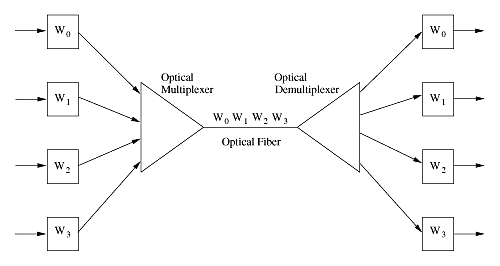 W0
W1
W2
W3
Optical
Multiplexer
W0 W1 W2 W3
Optical Fiber
Optical
Demultiplexer
W0
W1
W2
W3